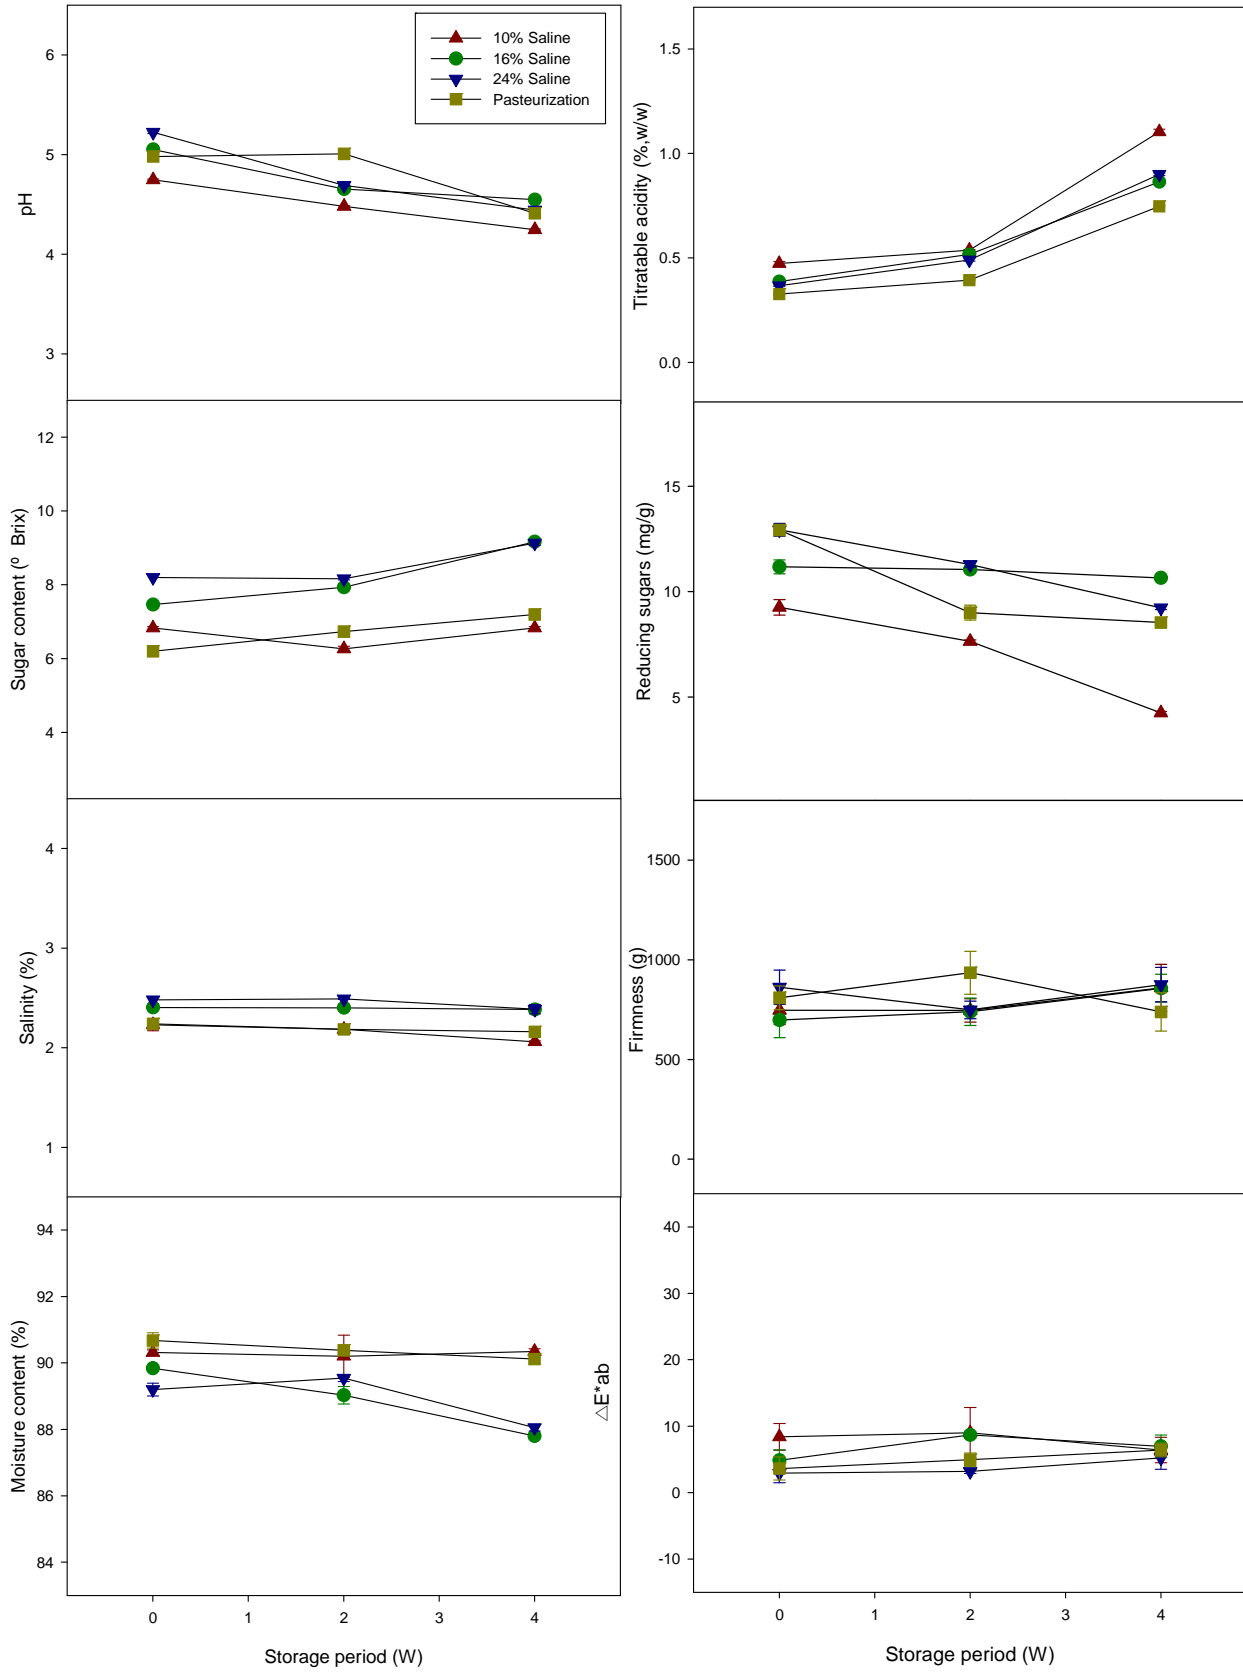 10% Saline
16% Saline
24% Saline
Pasteurization
pH
6
5
4
3
Titratable acidity (%,w/w)
1.5
1.0
0.5
0.0
Sugar content (º Brix)
12
10
8
6
4
Reducing sugars (mg/g)
15
10
5
Salinity (%)
4
3
2
1
Firmness (g)
1500
1000
500
0
Moisture content (%)
94
92
90
88
86
84
△E*ab
40
30
20
10
0
-10
0 1 2 3 4
Storage period (W)
0 1 2 3 4
Storage period (W)